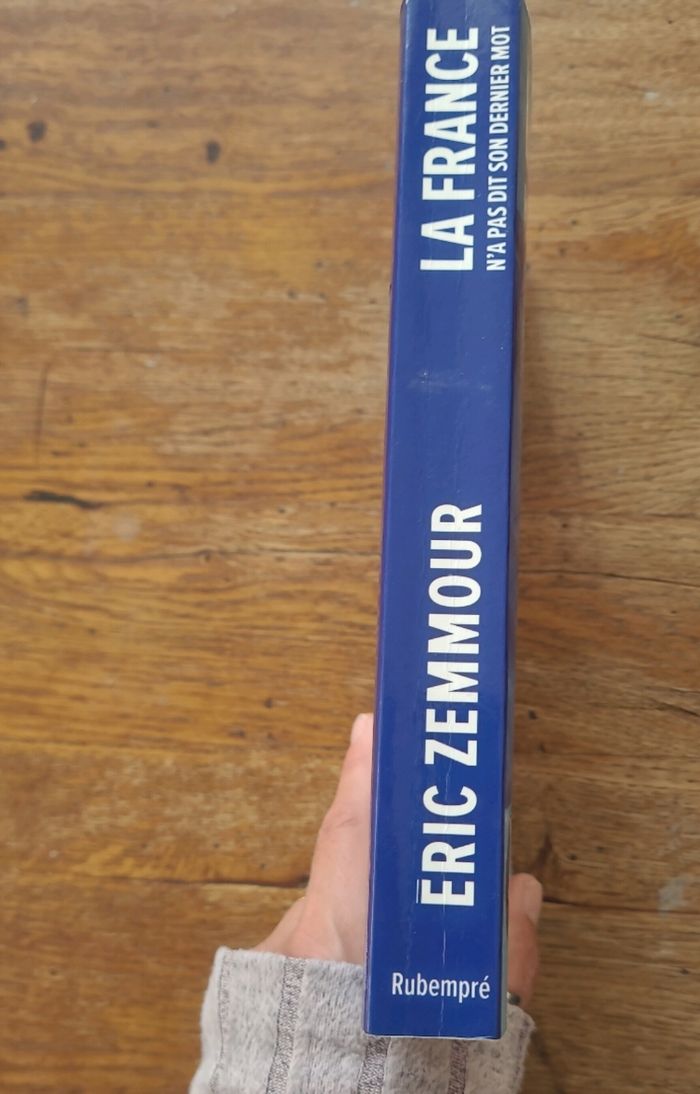 LA FRANCE
N'A PAS DIT SON DERNIER MOT
ÉRIC ZEMMOUR
Rubempré